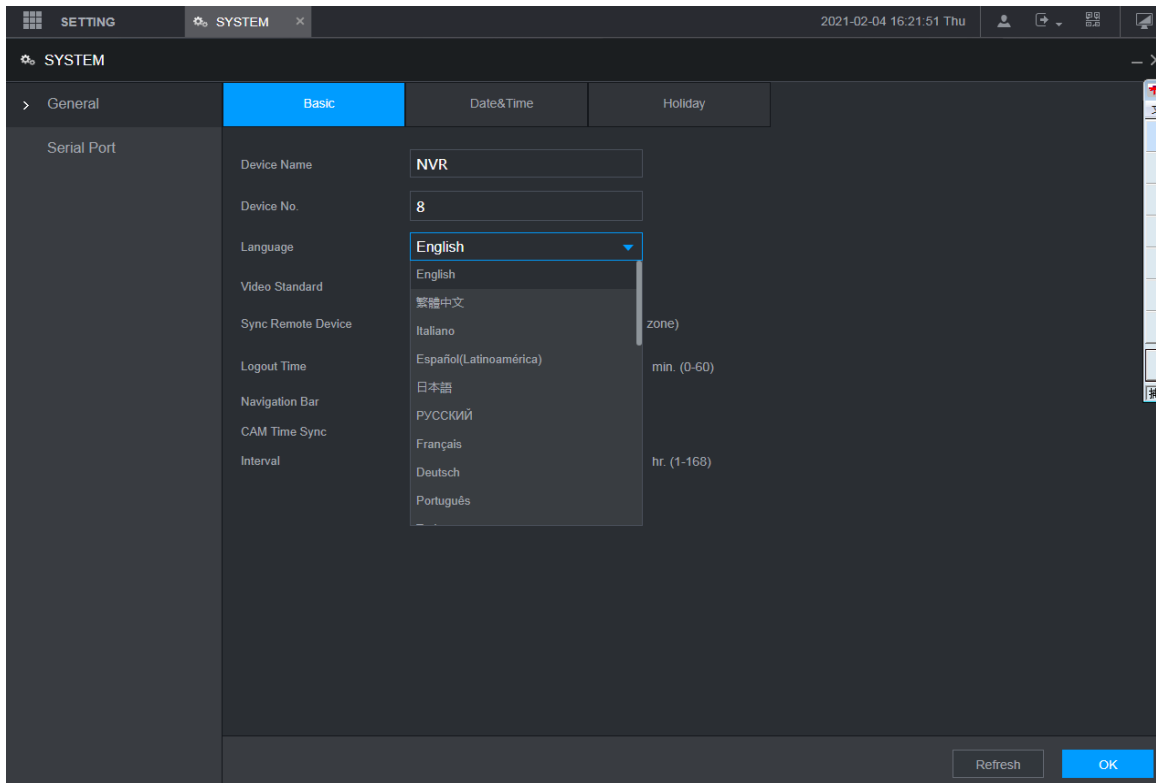 SETTING SYSTEM × 2021-02-04 16:21:51 Thu
SYSTEM
General
Serial Port
Basic Date&Time Holiday
Device Name NVR
Device No. 8
Language English
English
Video Standard
繁體中文
Sync Remote Device Italiano zone)
Español(Latinoamérica)
Logout Time min. (0-60)
日本語
Navigation Bar РУССКИЙ
CAM Time Sync
Français
Interval hr. (1-168)
Deutsch
Português
Refresh OK